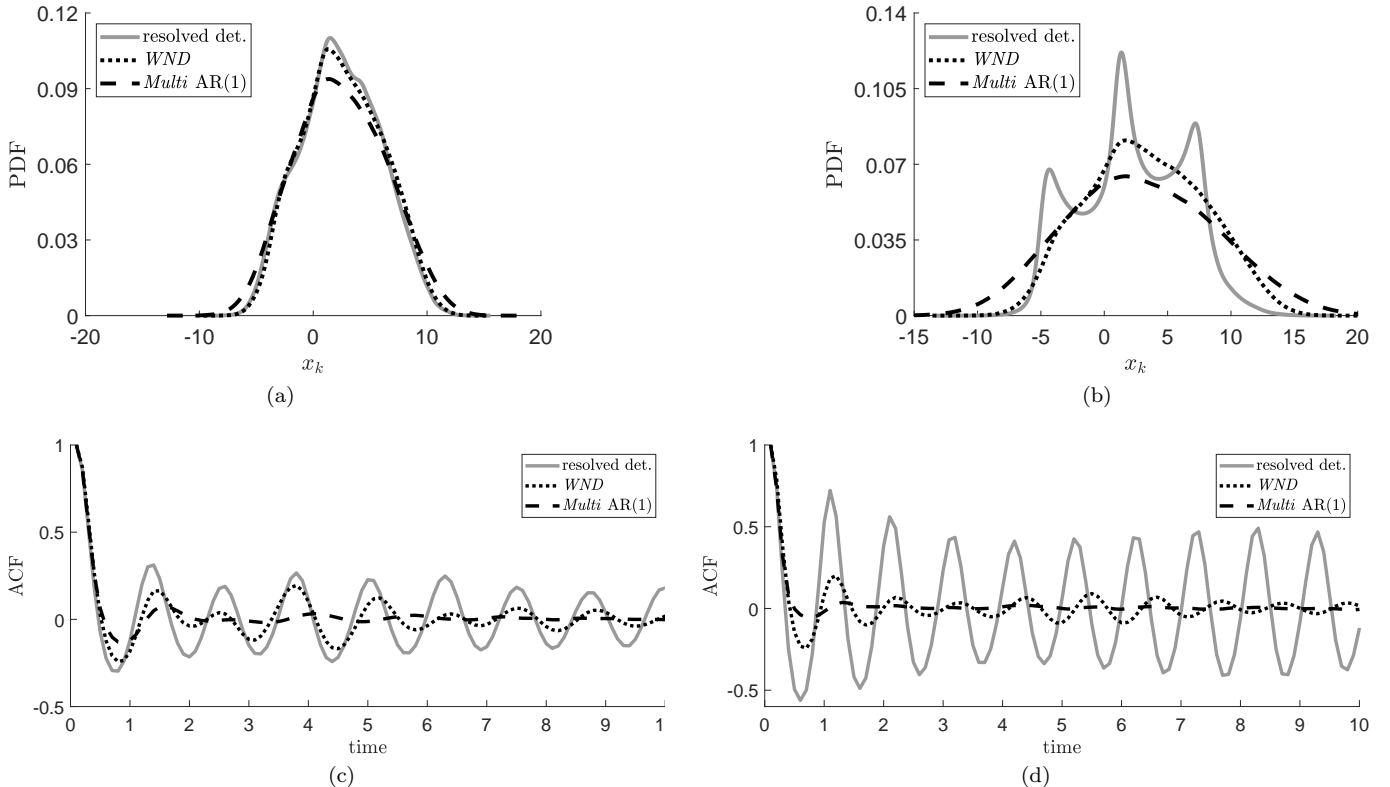 0.12
0.09
0.06
0.03
0
PDF
-20
-10
0
10
20
x_k
resolved det.
WND
Multi AR(1)
(a)
0.14
0.105
0.07
0.035
0
PDF
-15
-10
-5
0
5
10
15
20
x_k
resolved det.
WND
Multi AR(1)
(b)
1
0.5
0
-0.5
ACF
0
1
2
3
4
5
6
7
8
9
10
time
resolved det.
WND
Multi AR(1)
(c)
1
0.5
0
-0.5
ACF
0
1
2
3
4
5
6
7
8
9
10
time
resolved det.
WND
Multi AR(1)
(d)